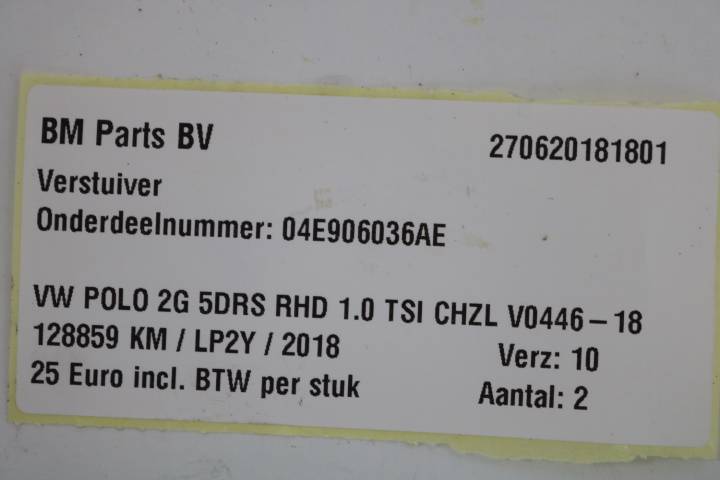 BM Parts BV 270620181801
Verstuiver
Onderdeelnummer: 04E906036AE
VW POLO 2G 5DRS RHD 1.0 TSI CHZL V0446-18
128859 KM / LP2Y / 2018 Verz: 10
25 Euro incl. BTW per stuk Aantal: 2